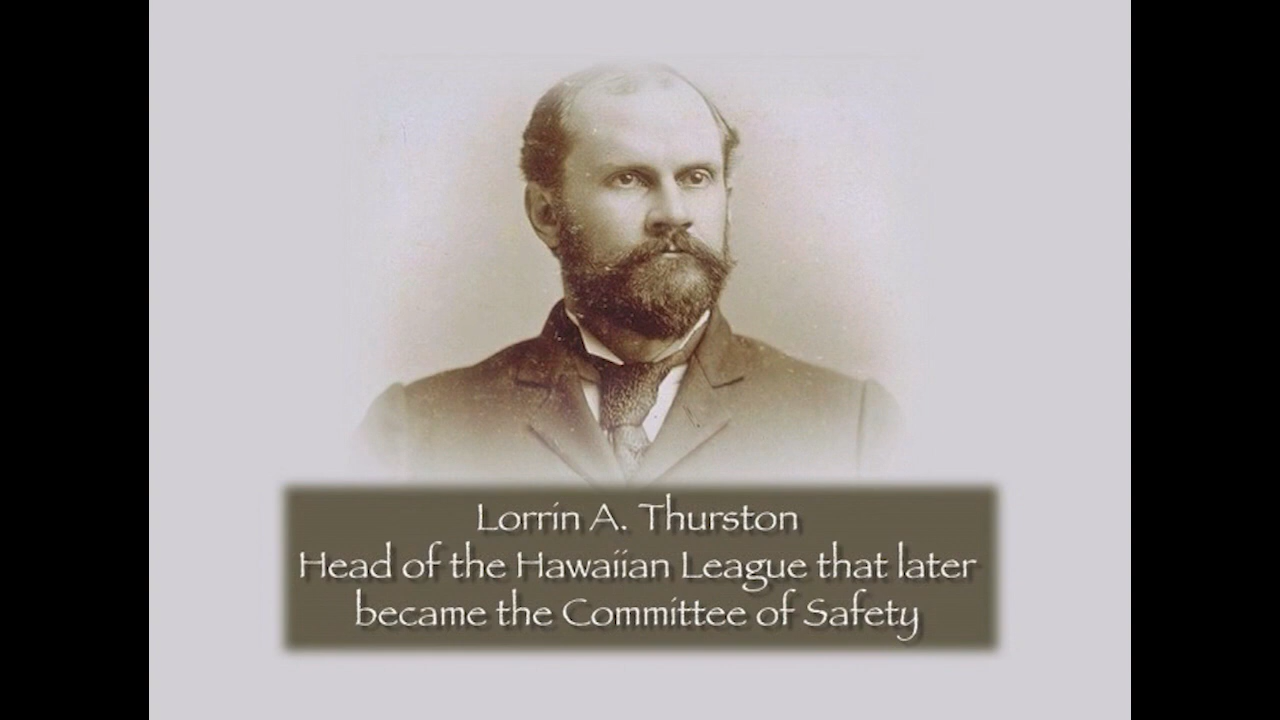 Lorrin A. Thurston
Head of the Hawaiian League that later
became the Committee of Safety